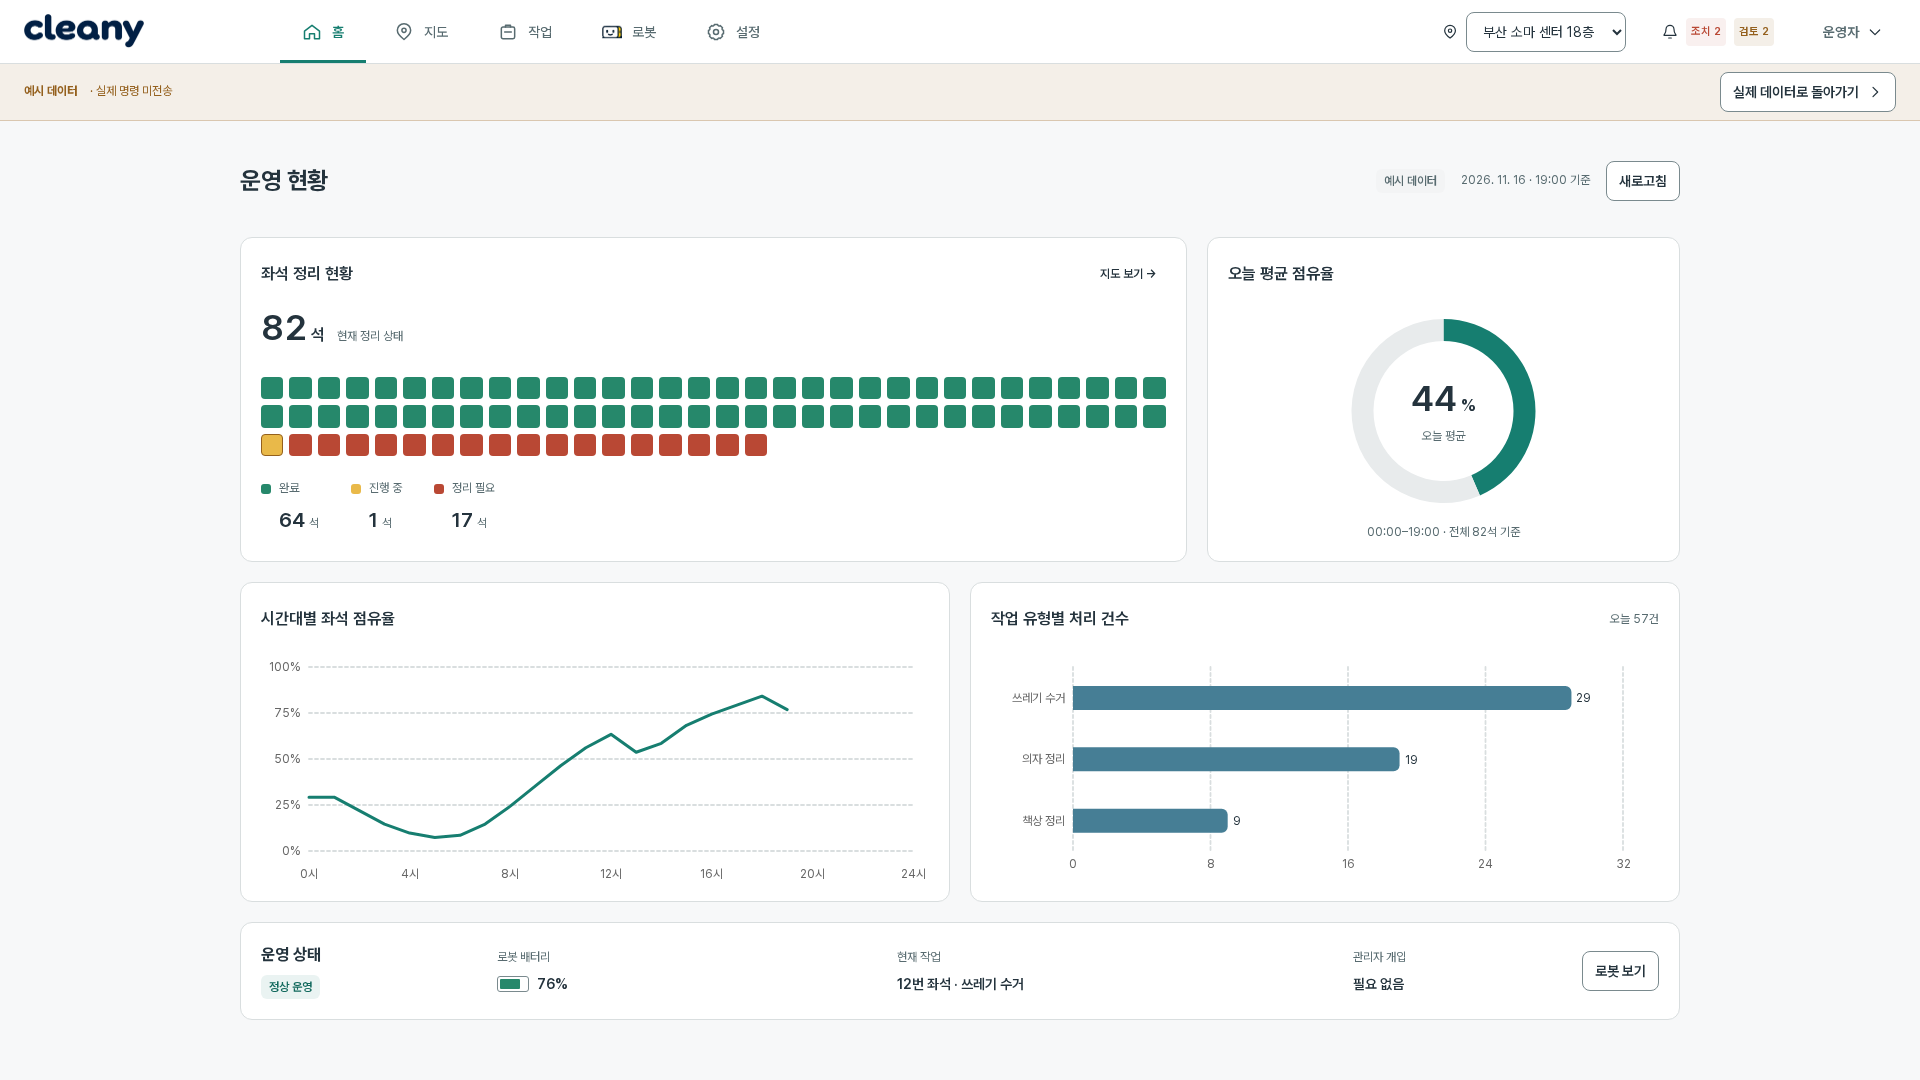 cleany
홈
지도
작업
로봇
설정
부산 소마 센터 18층
조치 2
검토 2
운영자
예시 데이터 · 실제 명령 미전송
실제 데이터로 돌아가기
운영 현황
예시 데이터
2026. 11. 16 · 19:00 기준
새로고침
좌석 정리 현황
지도 보기 →
82 석 현재 정리 상태
완료
64 석
진행 중
1 석
정리 필요
17 석
오늘 평균 점유율
44 %
오늘 평균
00:00–19:00 · 전체 82석 기준
시간대별 좌석 점유율
100%
75%
50%
25%
0%
0시 4시 8시 12시 16시 20시 24시
작업 유형별 처리 건수
오늘 57건
쓰레기 수거 29
의자 정리 19
책상 정리 9
0 8 16 24 32
운영 상태
정상 운영
로봇 배터리
76%
현재 작업
12번 좌석 · 쓰레기 수거
관리자 개입
필요 없음
로봇 보기